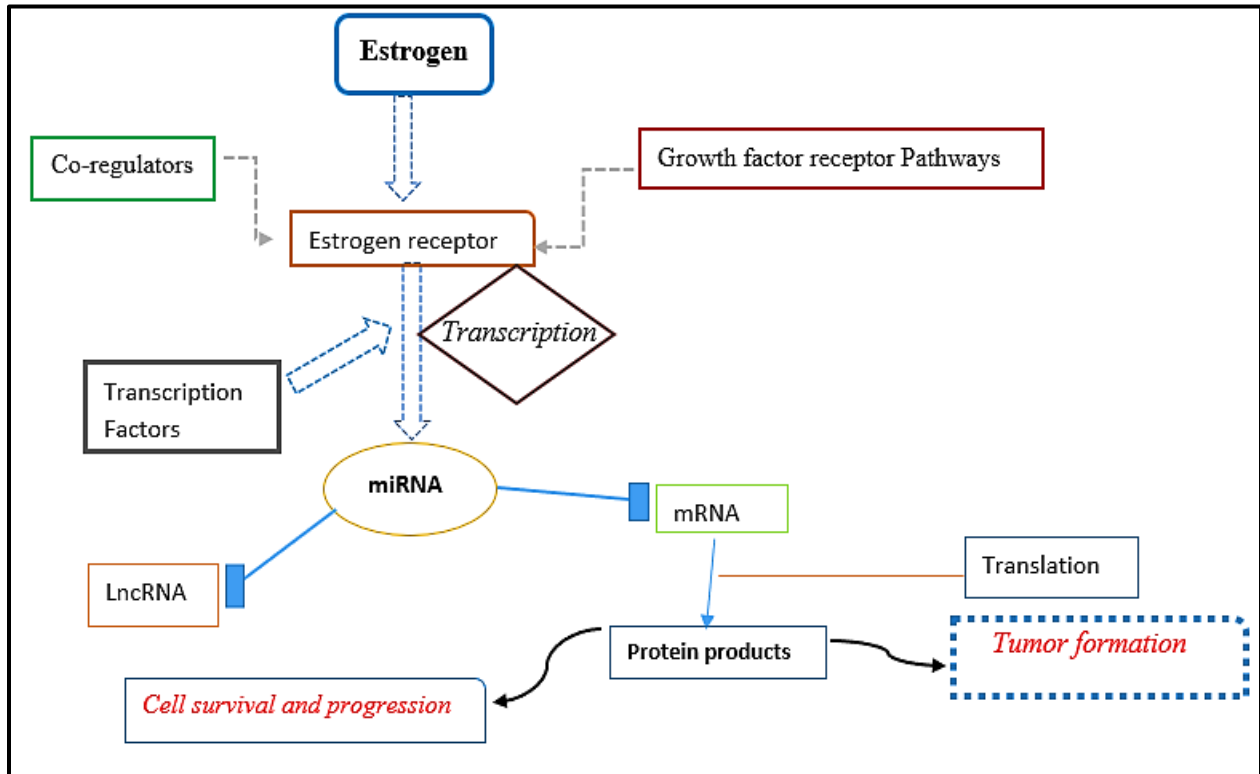 Estrogen
Co-regulators
Growth factor receptor Pathways
Estrogen receptor
Transcription
Transcription
Factors
miRNA
mRNA
LncRNA
Translation
Protein products
Tumor formation
Cell survival and progression